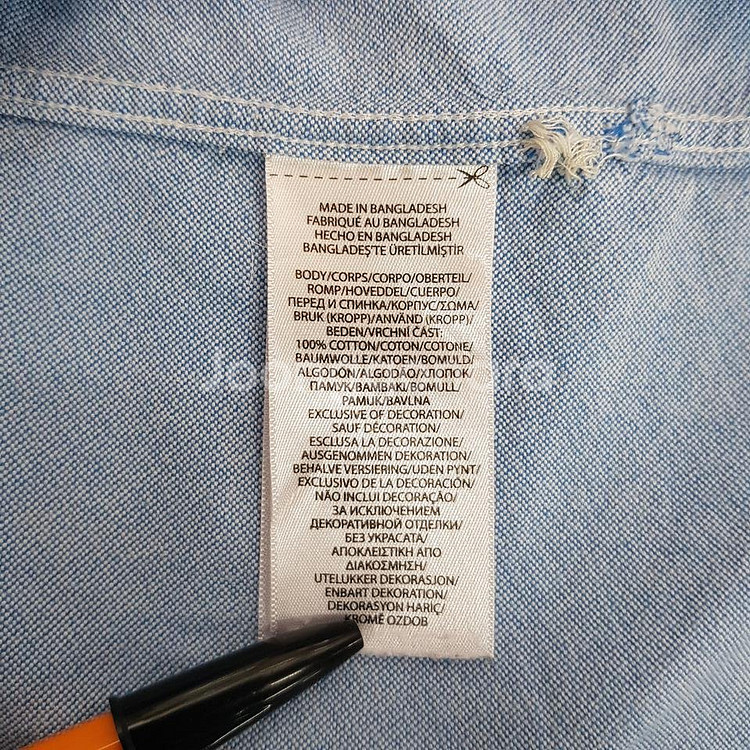 MADE IN BANGLADESH
FABRIQUÉ AU BANGLADESH
HECHO EN BANGLADESH
BANGLADEŞ'TE ÜRETİLMİŞTİR
BODY/CORPS/CORPO/OBERTEIL/
ROMP/HOVEDDEL/CUERPO/
ПЕРЕД И СПИНКА/КОРПУС/ΣΩΜΑ/
BRUK (KROPP)/ANVÄND (KROPP)/
BEDEN/VRCHNÍ ČÁST:
100% COTTON/COTON/COTONE/
BAUMWOLLE/KATOEN/BOMULD/
ALGODÓN/ALGODÃO/ХЛОПОК/
ПАМУК/ΒΑΜΒΑΚΙ/BOMULL/
PAMUK/BAVLNA
EXCLUSIVE OF DECORATION/
SAUF DÉCORATION/
ESCLUSA LA DECORAZIONE/
AUSGENOMMEN DEKORATION/
BEHALVE VERSIERING/UDEN PYNT/
EXCLUSIVO DE LA DECORACIÓN/
NÃO INCLUI DECORAÇÃO/
ЗА ИСКЛЮЧЕНИЕМ
ДЕКОРАТИВНОЙ ОТДЕЛКИ/
БЕЗ УКРАСАТА/
ΑΠΟΚΛΕΙΣΤΙΚΗ ΑΠΟ
ΔΙΑΚΟΣΜΗΣΗ/
UTELUKKER DEKORASJON/
ENBART DEKORATION/
DEKORASYON HARİÇ/
KROMĚ OZDOB